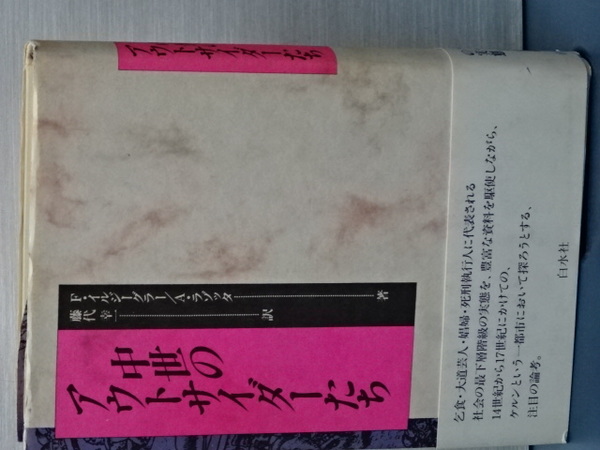 中世の
アウトサイダーたち
F・イルジーグラー／A・ラゾッタ 著
藤代幸一 訳
アウトサイダーたち
乞食・大道芸人・娼婦・死刑執行人に代表される
社会の最下層階級の実態を、豊富な資料を駆使しながら、
14世紀から17世紀にかけての、
ケルンという一都市において探ろうとする、
注目の論考。
白水社